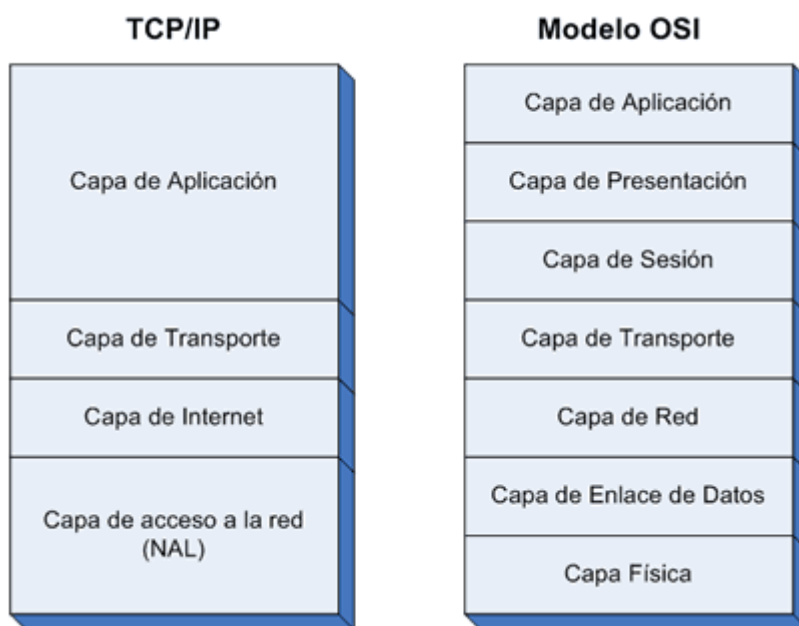 TCP/IP
Capa de Aplicación
Capa de Transporte
Capa de Internet
Capa de acceso a la red
(NAL)
Modelo OSI
Capa de Aplicación
Capa de Presentación
Capa de Sesión
Capa de Transporte
Capa de Red
Capa de Enlace de Datos
Capa Física